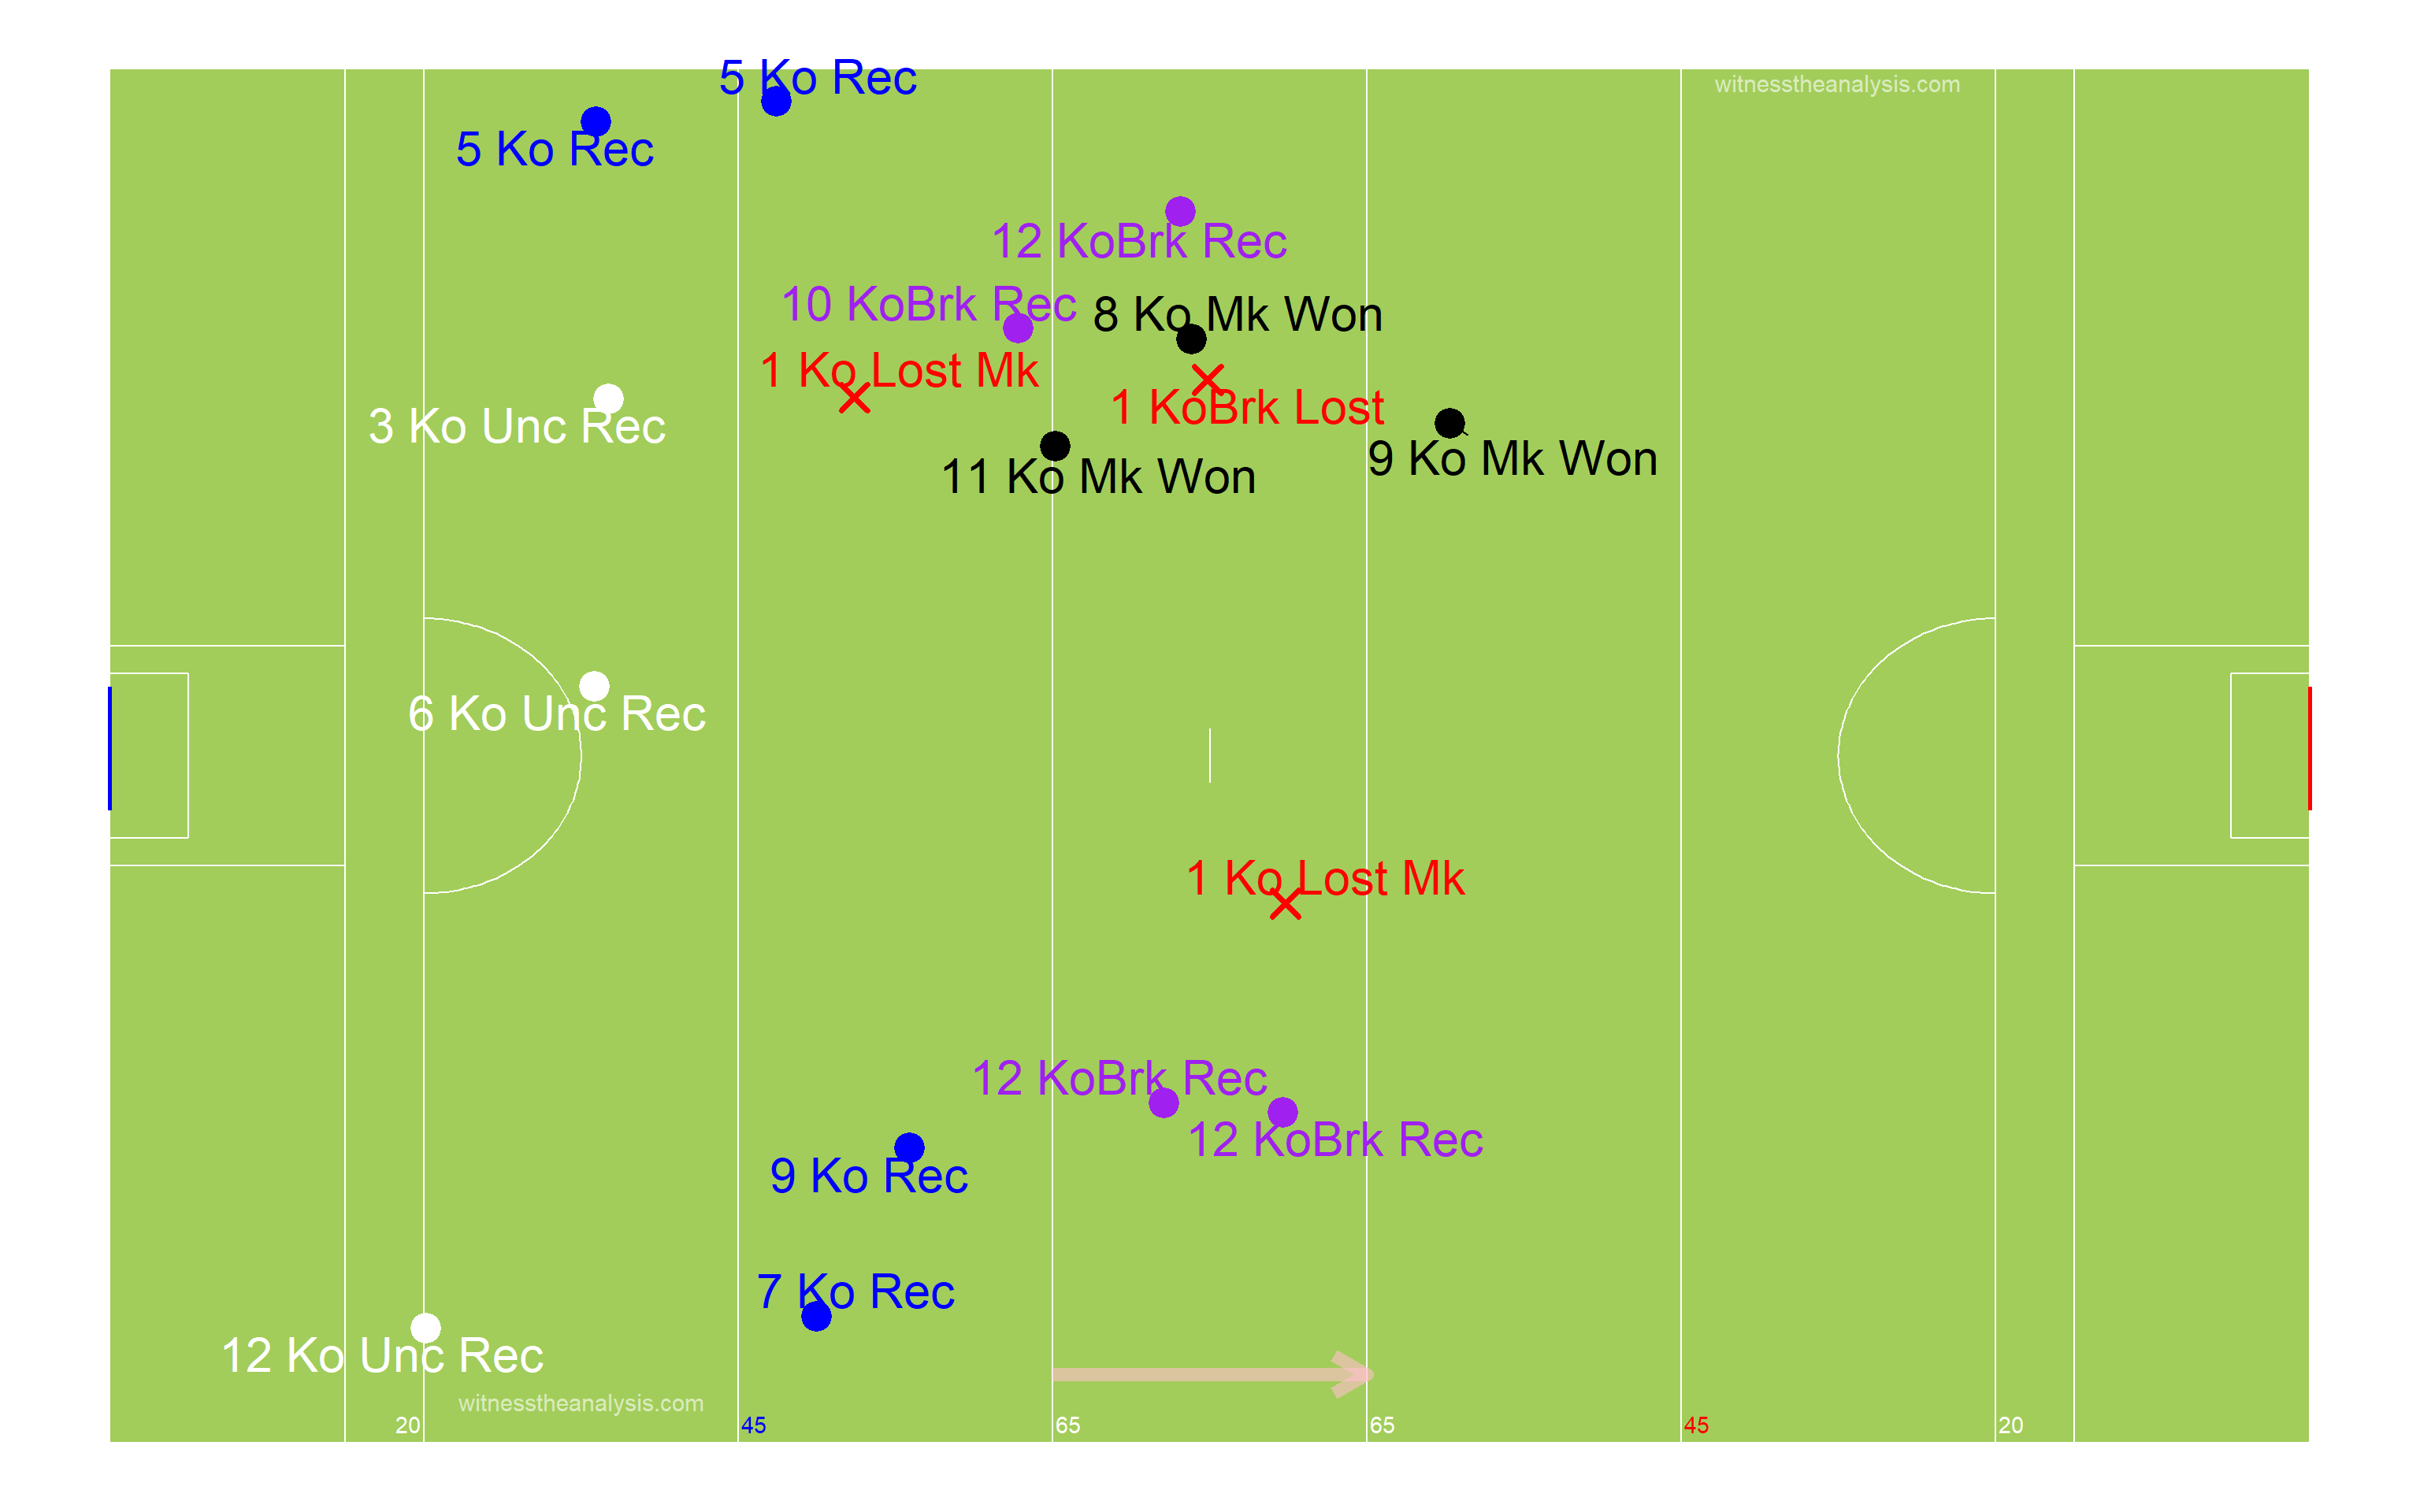 5 Ko Rec
witnesstheanalysis.com
5 Ko Rec
12 KoBrk Rec
10 KoBrk Rec
8 Ko Mk Won
1 Ko Lost Mk
1 KoBrk Lost
3 Ko Unc Rec
9 Ko Mk Won
11 Ko Mk Won
6 Ko Unc Rec
1 Ko Lost Mk
12 KoBrk Rec
12 KoBrk Rec
9 Ko Rec
7 Ko Rec
12 Ko Unc Rec
witnesstheanalysis.com
20
45
65
65
45
20